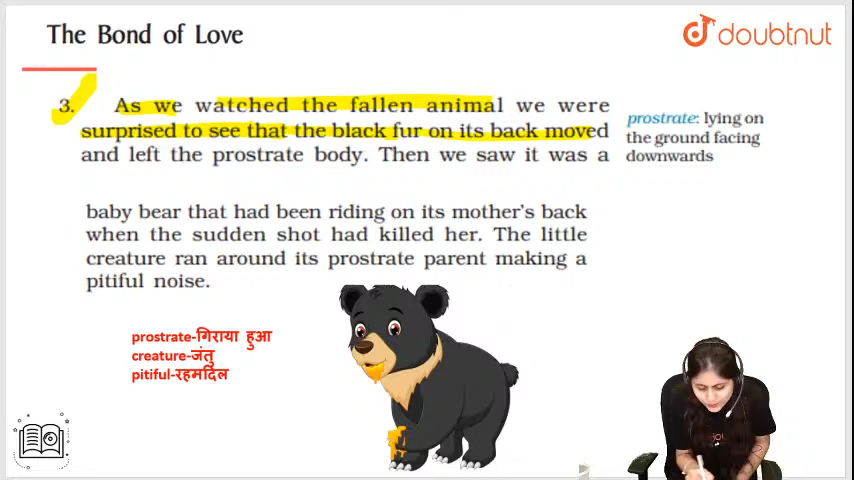 The Bond of Love
doubtnut
3. As we watched the fallen animal we were
surprised to see that the black fur on its back moved
and left the prostrate body. Then we saw it was a
prostrate: lying on
the ground facing
downwards
baby bear that had been riding on its mother's back
when the sudden shot had killed her. The little
creature ran around its prostrate parent making a
pitiful noise.
prostrate-गिराया हुआ
creature-जंतु
pitiful-रहमदिल